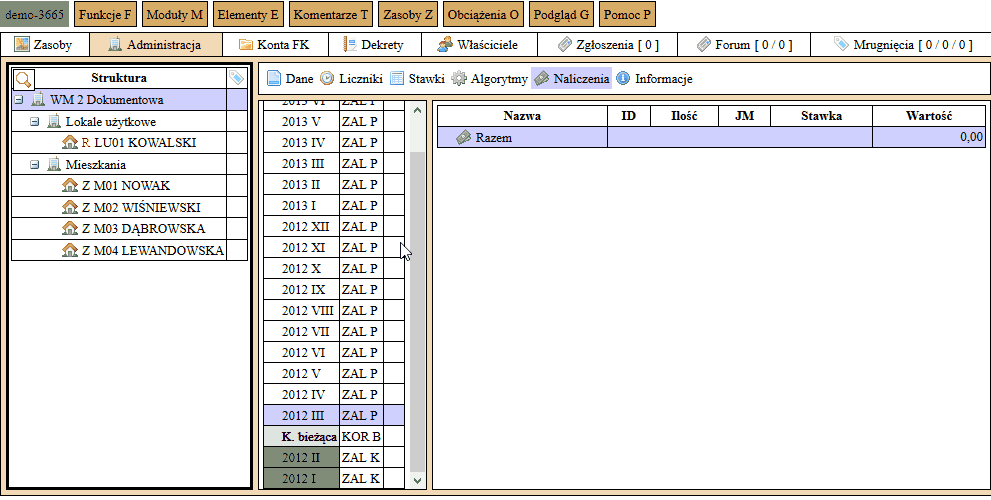 demo-3665 Funkcje F Moduły M Elementy E Komentarze T Zasoby Z Obciążenia O Podgląd G Pomoc P
Zasoby Administracja Konta FK Dekrety Właściciele Zgłoszenia [ 0 ] Forum [ 0 / 0 ] Mrugnięcia [ 0 / 0 / 0 ]
Struktura
WM 2 Dokumentowa
Lokale użytkowe
R LU01 KOWALSKI
Mieszkania
Z M01 NOWAK
Z M02 WIŚNIEWSKI
Z M03 DĄBROWSKA
Z M04 LEWANDOWSKA
Dane Liczniki Stawki Algorytmy Naliczenia Informacje
2013 VI ZAL P
2013 V ZAL P
2013 IV ZAL P
2013 III ZAL P
2013 II ZAL P
2013 I ZAL P
2012 XII ZAL P
2012 XI ZAL P
2012 X ZAL P
2012 IX ZAL P
2012 VIII ZAL P
2012 VII ZAL P
2012 VI ZAL P
2012 V ZAL P
2012 IV ZAL P
2012 III ZAL P
K. bieżąca KOR B
2012 II ZAL K
2012 I ZAL K
Nazwa ID Ilość JM Stawka Wartość
Razem 0,00